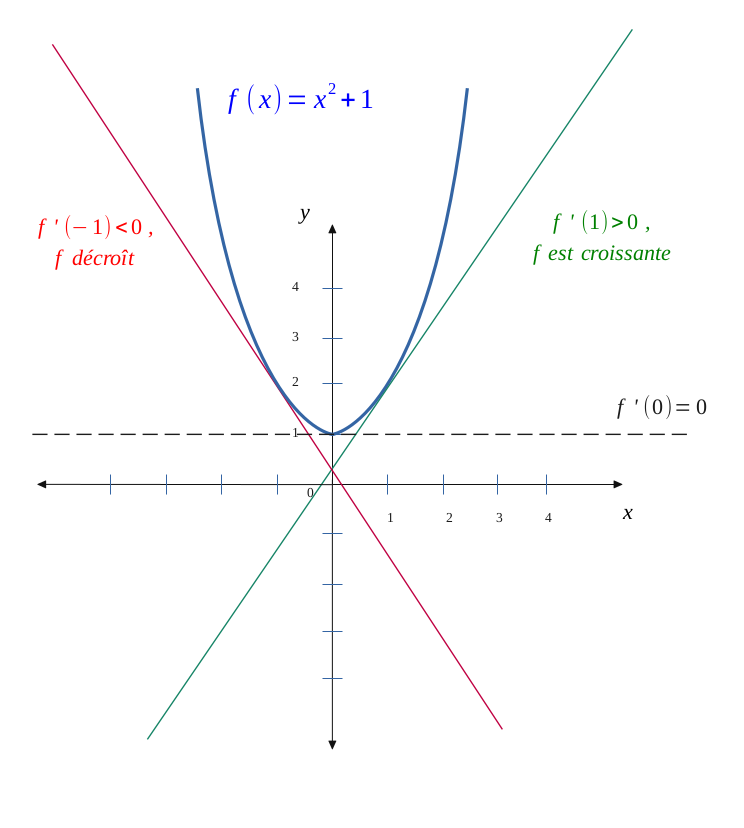 f (x) = x² + 1
y
f '(−1) < 0 ,
f décroît
f '(1) > 0 ,
f est croissante
4
3
2
f '(0) = 0
1
0
x
1 2 3 4